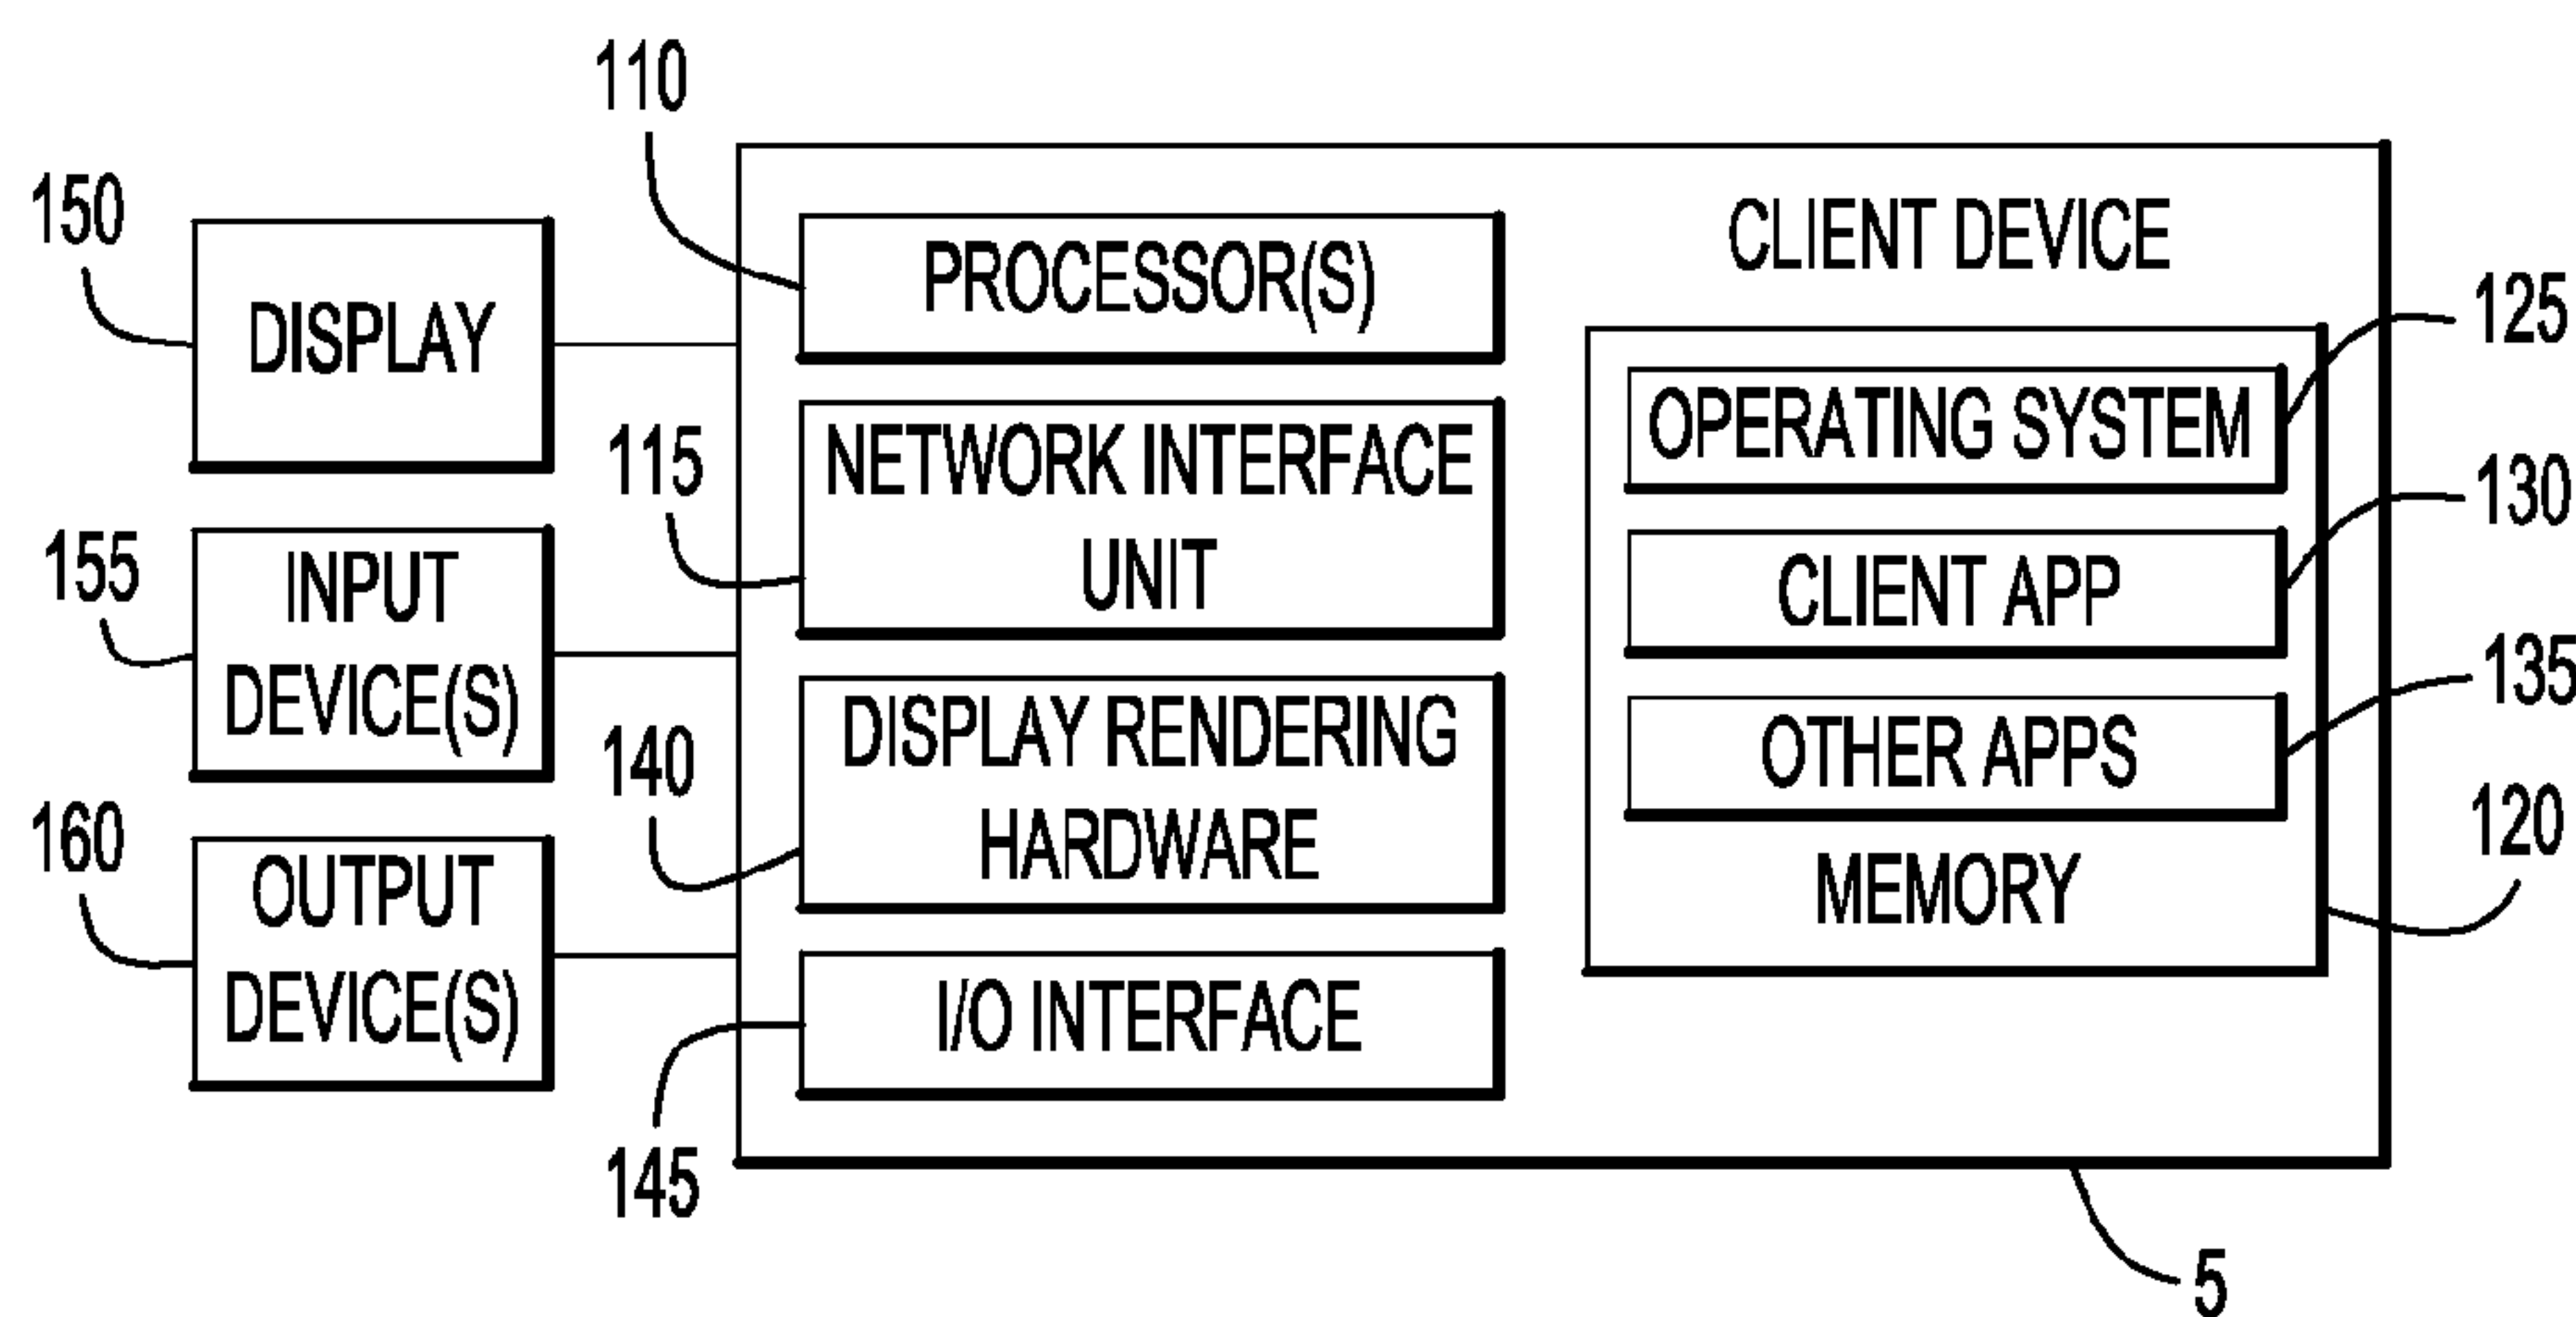 110
150
DISPLAY
155
INPUT
DEVICE(S)
160
OUTPUT
DEVICE(S)
PROCESSOR(S)
115
NETWORK INTERFACE
UNIT
140
DISPLAY RENDERING
HARDWARE
I/O INTERFACE
145
CLIENT DEVICE
125
OPERATING SYSTEM
130
CLIENT APP
135
OTHER APPS
120
MEMORY
5